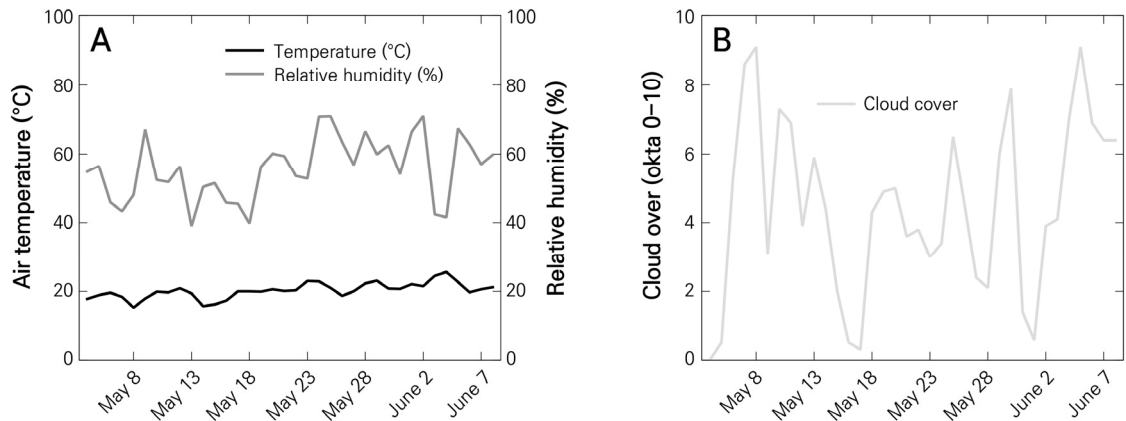 A
Temperature (°C)
Relative humidity (%)
Air temperature (°C)
100
80
60
40
20
0
Relative humidity (%)
100
80
60
40
20
0
May 8
May 13
May 18
May 23
May 28
June 2
June 7
B
Cloud cover
Cloud over (okta 0–10)
10
8
6
4
2
0
May 8
May 13
May 18
May 23
May 28
June 2
June 7